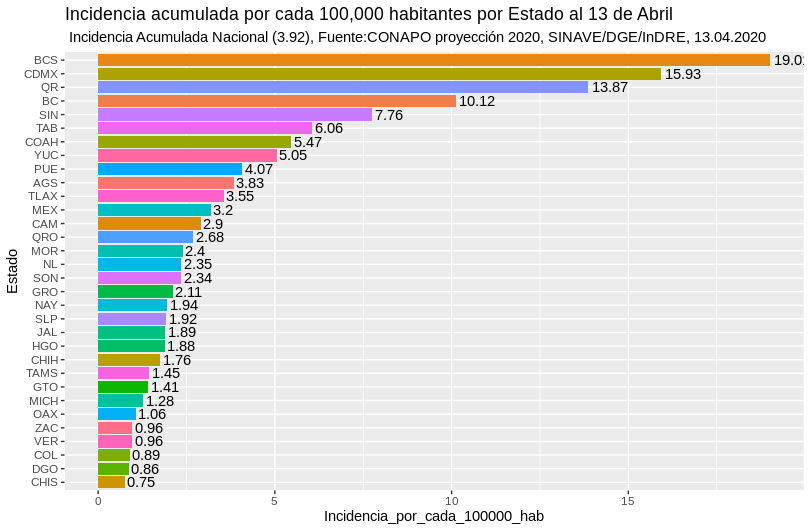 Incidencia acumulada por cada 100,000 habitantes por Estado al 13 de Abril
Incidencia Acumulada Nacional (3.92), Fuente:CONAPO proyección 2020, SINAVE/DGE/InDRE, 13.04.2020
Estado
BCS 19.01
CDMX 15.93
QR 13.87
BC 10.12
SIN 7.76
TAB 6.06
COAH 5.47
YUC 5.05
PUE 4.07
AGS 3.83
TLAX 3.55
MEX 3.2
CAM 2.9
QRO 2.68
MOR 2.4
NL 2.35
SON 2.34
GRO 2.11
NAY 1.94
SLP 1.92
JAL 1.89
HGO 1.88
CHIH 1.76
TAMS 1.45
GTO 1.41
MICH 1.28
OAX 1.06
ZAC 0.96
VER 0.96
COL 0.89
DGO 0.86
CHIS 0.75
0 5 10 15
Incidencia_por_cada_100000_hab